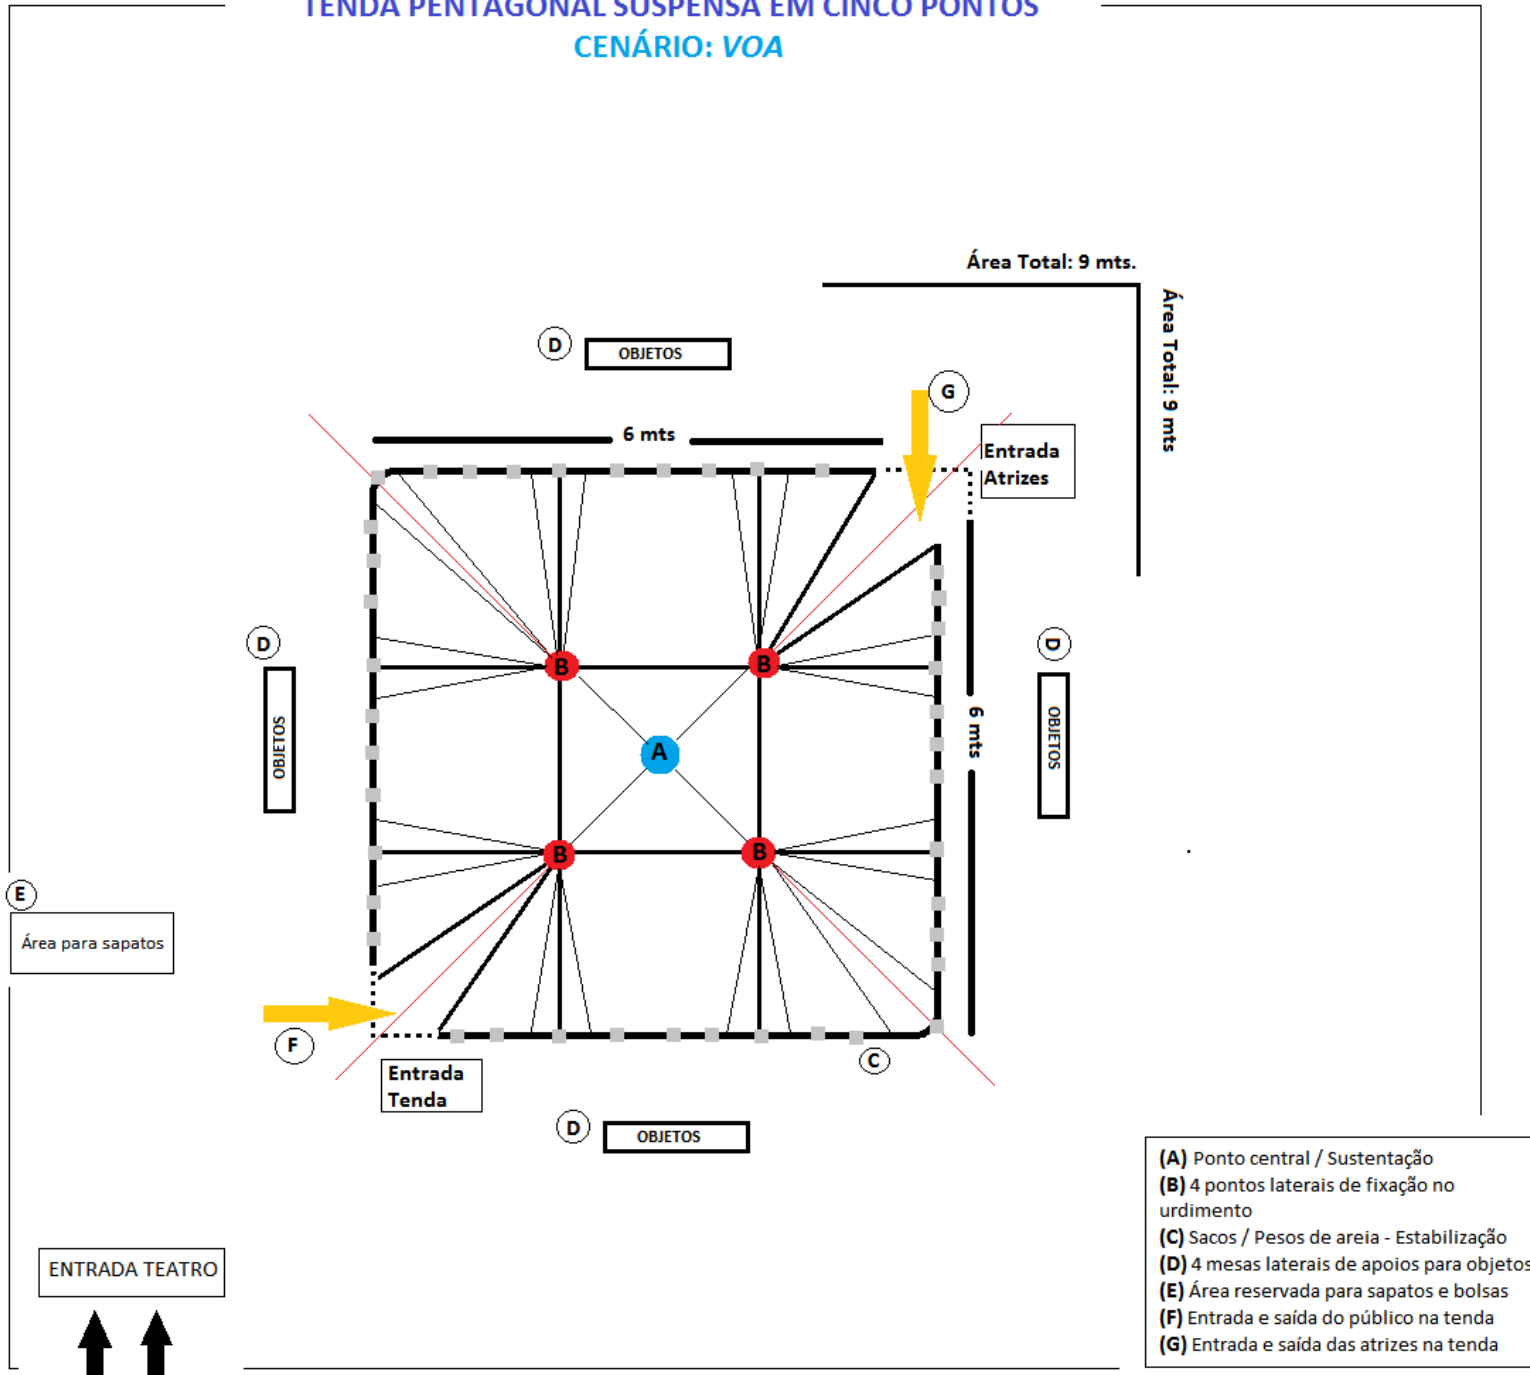 TENDA PENTAGONAL SUSPENSA EM CINCO PONTOS
CENÁRIO: VOA
Área Total: 9 mts.
Área Total: 9 mts
D
OBJETOS
G
6 mts
Entrada
Atrizes
D
OBJETOS
B
B
A
B
B
6 mts
D
OBJETOS
E
Área para sapatos
F
Entrada
Tenda
C
D
OBJETOS
ENTRADA TEATRO
(A) Ponto central / Sustentação
(B) 4 pontos laterais de fixação no
urdimento
(C) Sacos / Pesos de areia - Estabilização
(D) 4 mesas laterais de apoios para objetos
(E) Área reservada para sapatos e bolsas
(F) Entrada e saída do público na tenda
(G) Entrada e saída das atrizes na tenda